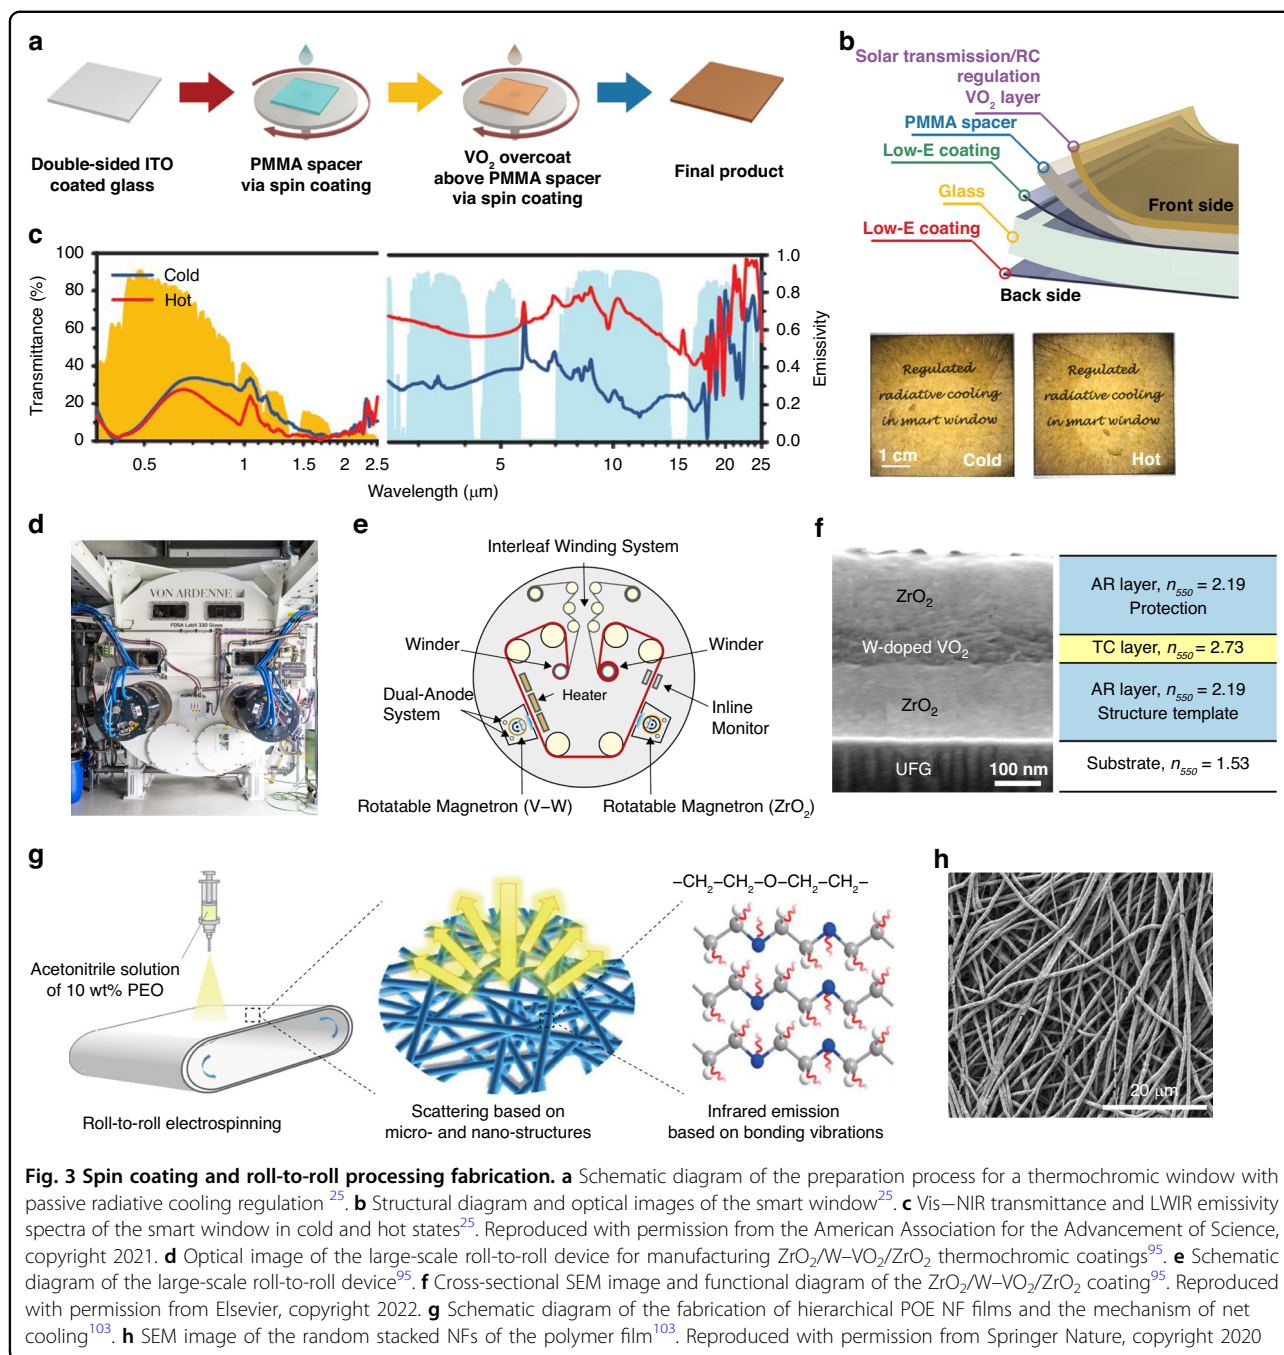 a
Double-sided ITO
coated glass
PMMA spacer
via spin coating
VO2 overcoat
above PMMA spacer
via spin coating
Final product
b
Solar transmission/RC
regulation
VO2 layer
PMMA spacer
Low-E coating
Glass
Low-E coating
Front side
Back side
Regulated
radiative cooling
in smart window
1 cm
Cold
Regulated
radiative cooling
in smart window
Hot
c
Transmittance (%)
100
80
60
40
20
0
Cold
Hot
1.0
0.8
0.6
0.4
0.2
0.0
Emissivity
0.5 1 1.5 2 2.5 5 10 15 20 25
Wavelength (μm)
d
VON ARDENNE
FOSA LabX 330 Glass
e
Interleaf Winding System
Winder
Winder
Heater
Dual-Anode
System
Inline
Monitor
Rotatable Magnetron (V–W)
Rotatable Magnetron (ZrO2)
f
ZrO2
W-doped VO2
ZrO2
UFG
100 nm
AR layer, n550 = 2.19
Protection
TC layer, n550 = 2.73
AR layer, n550 = 2.19
Structure template
Substrate, n550 = 1.53
g
Acetonitrile solution
of 10 wt% PEO
Roll-to-roll electrospinning
Scattering based on
micro- and nano-structures
–CH2–CH2–O–CH2–CH2–
Infrared emission
based on bonding vibrations
h
20 μm
Fig. 3 Spin coating and roll-to-roll processing fabrication. a Schematic diagram of the preparation process for a thermochromic window with
passive radiative cooling regulation 25. b Structural diagram and optical images of the smart window25. c Vis–NIR transmittance and LWIR emissivity
spectra of the smart window in cold and hot states25. Reproduced with permission from the American Association for the Advancement of Science,
copyright 2021. d Optical image of the large-scale roll-to-roll device for manufacturing ZrO2/W–VO2/ZrO2 thermochromic coatings95. e Schematic
diagram of the large-scale roll-to-roll device95. f Cross-sectional SEM image and functional diagram of the ZrO2/W–VO2/ZrO2 coating95. Reproduced
with permission from Elsevier, copyright 2022. g Schematic diagram of the fabrication of hierarchical POE NF films and the mechanism of net
cooling103. h SEM image of the random stacked NFs of the polymer film103. Reproduced with permission from Springer Nature, copyright 2020